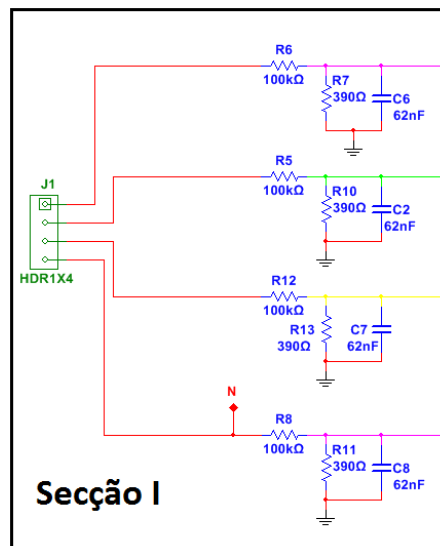 R6
100kΩ
R7
390Ω
C6
62nF
J1
R5
100kΩ
R10
390Ω
C2
62nF
HDR1X4
R12
100kΩ
R13
390Ω
C7
62nF
N
R8
100kΩ
R11
390Ω
C8
62nF
Secção I